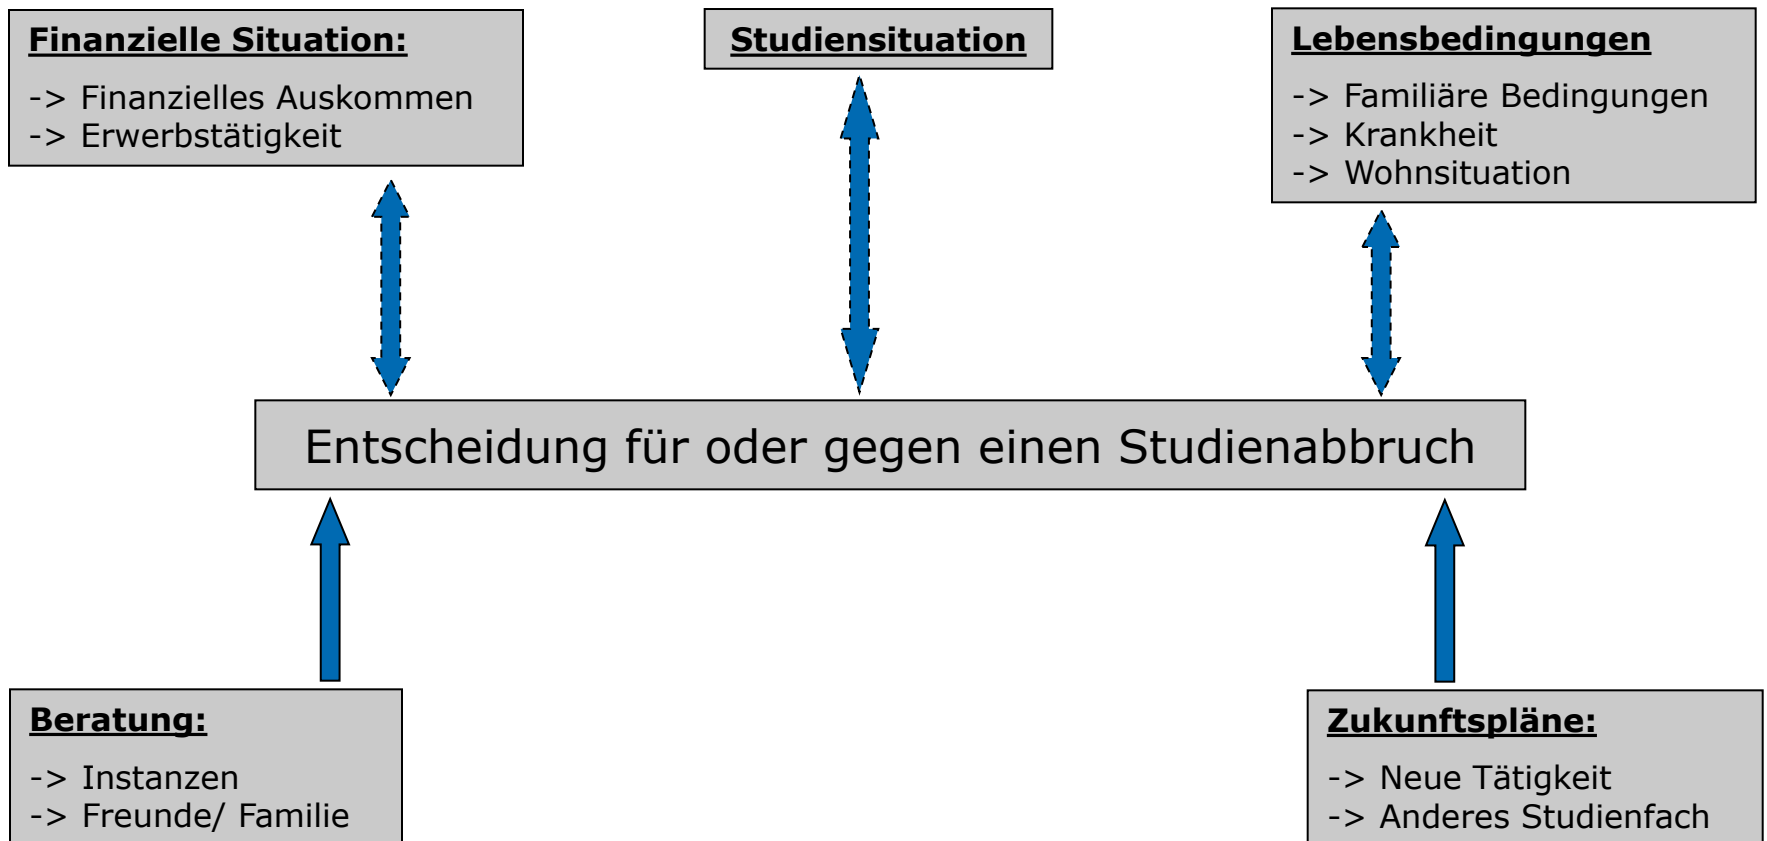 Finanzielle Situation:
-> Finanzielles Auskommen
-> Erwerbstätigkeit
Studiensituation
Lebensbedingungen
-> Familiäre Bedingungen
-> Krankheit
-> Wohnsituation
Entscheidung für oder gegen einen Studienabbruch
Beratung:
-> Instanzen
-> Freunde/ Familie
Zukunftspläne:
-> Neue Tätigkeit
-> Anderes Studienfach